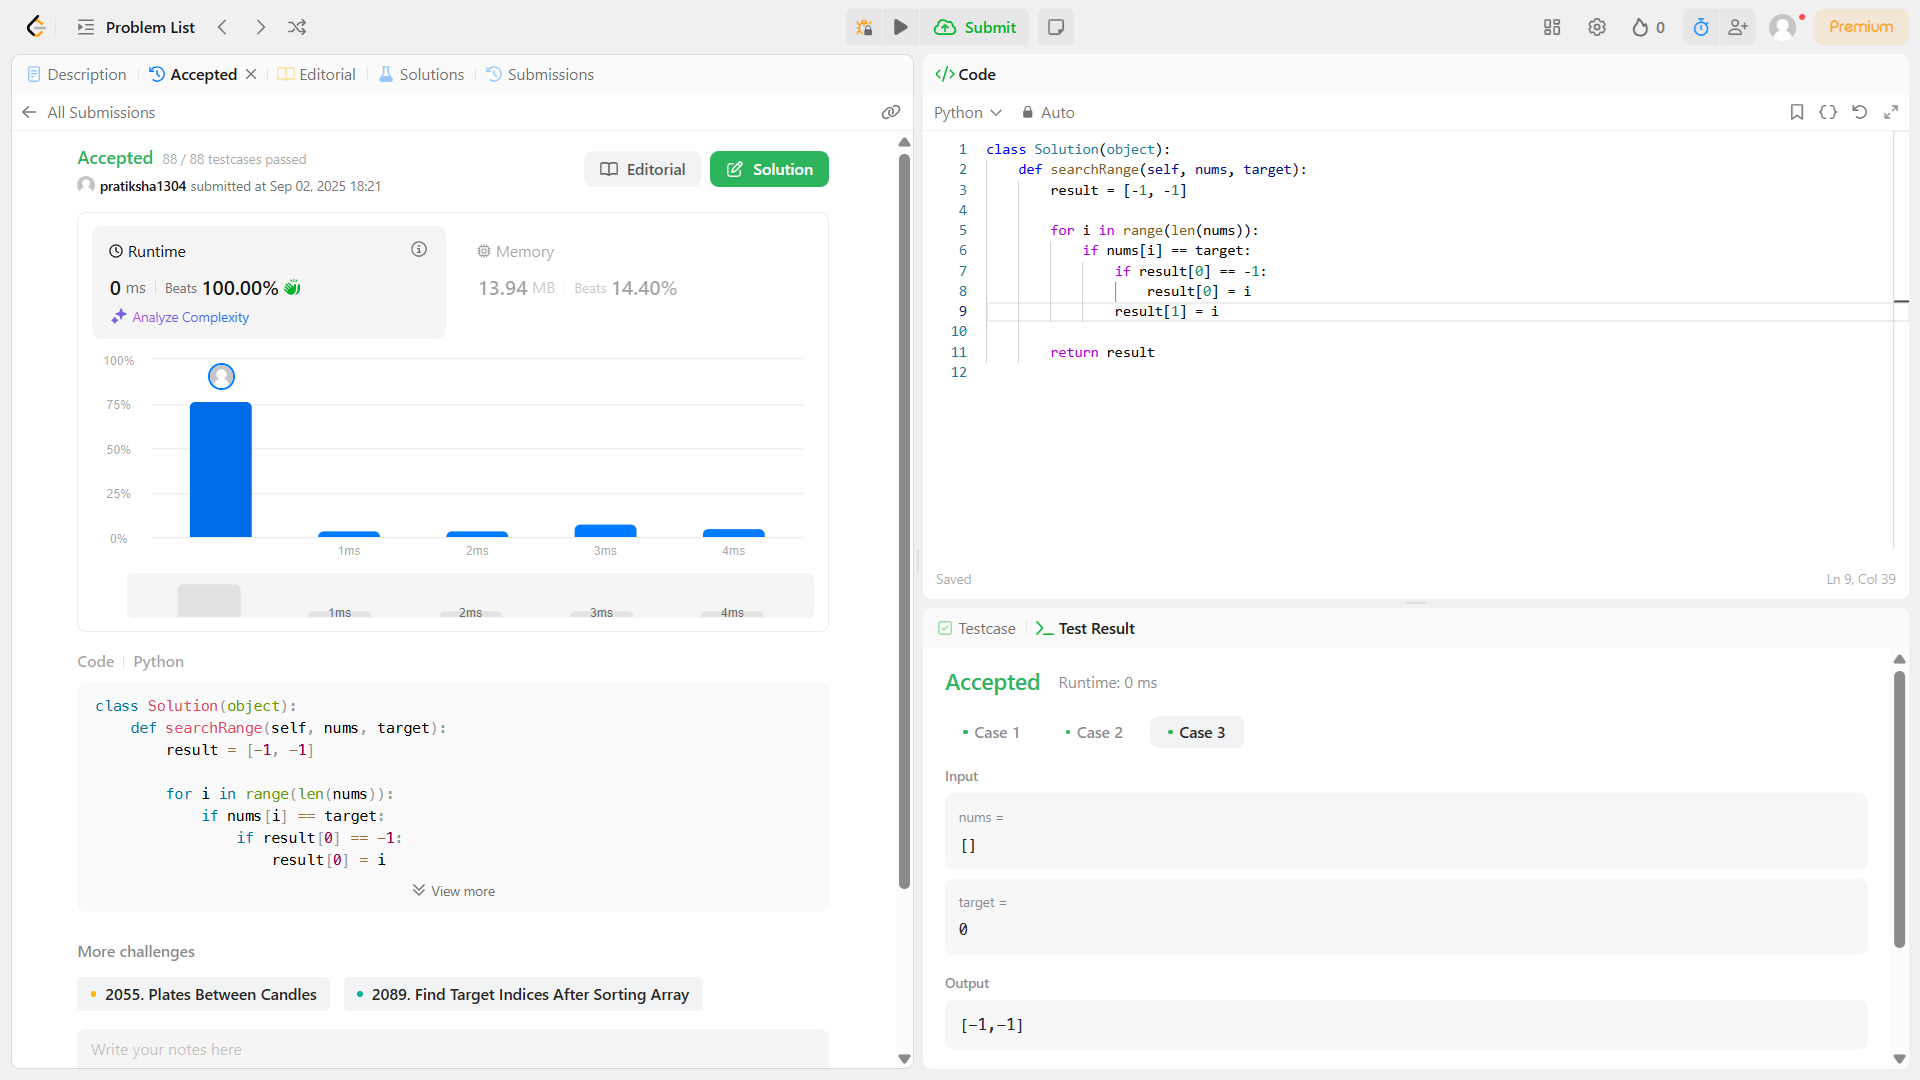 Problem List
Submit
0
Premium
Description
Accepted
Editorial
Solutions
Submissions
All Submissions
Accepted 88 / 88 testcases passed
pratiksha1304 submitted at Sep 02, 2025 18:21
Editorial
Solution
Runtime
0 ms Beats 100.00%
Analyze Complexity
Memory
13.94 MB Beats 14.40%
100%
75%
50%
25%
0%
1ms 2ms 3ms 4ms
1ms 2ms 3ms 4ms
Code Python
class Solution(object):
    def searchRange(self, nums, target):
        result = [-1, -1]
        for i in range(len(nums)):
            if nums[i] == target:
                if result[0] == -1:
                    result[0] = i
View more
More challenges
2055. Plates Between Candles
2089. Find Target Indices After Sorting Array
Write your notes here
Code
Python Auto
1 class Solution(object):
2     def searchRange(self, nums, target):
3         result = [-1, -1]
4
5         for i in range(len(nums)):
6             if nums[i] == target:
7                 if result[0] == -1:
8                     result[0] = i
9                 result[1] = i
10
11         return result
12
Saved
Ln 9, Col 39
Testcase
Test Result
Accepted Runtime: 0 ms
Case 1 Case 2 Case 3
Input
nums =
[]
target =
0
Output
[-1,-1]